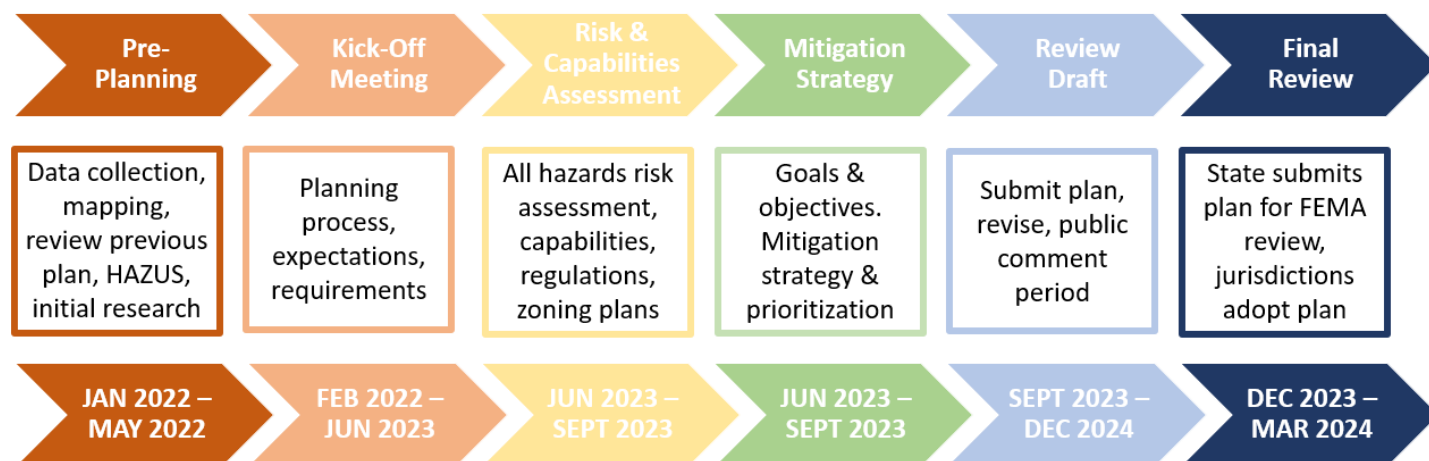 Pre-
Planning
Kick-Off
Meeting
Risk &
Capabilities
Assessment
Mitigation
Strategy
Review
Draft
Final
Review
Data collection,
mapping,
review previous
plan, HAZUS,
initial research
Planning
process,
expectations,
requirements
All hazards risk
assessment,
capabilities,
regulations,
zoning plans
Goals &
objectives.
Mitigation
strategy &
prioritization
Submit plan,
revise, public
comment
period
State submits
plan for FEMA
review,
jurisdictions
adopt plan
JAN 2022 –
MAY 2022
FEB 2022 –
JUN 2023
JUN 2023 –
SEPT 2023
JUN 2023 –
SEPT 2023
SEPT 2023 –
DEC 2024
DEC 2023 –
MAR 2024